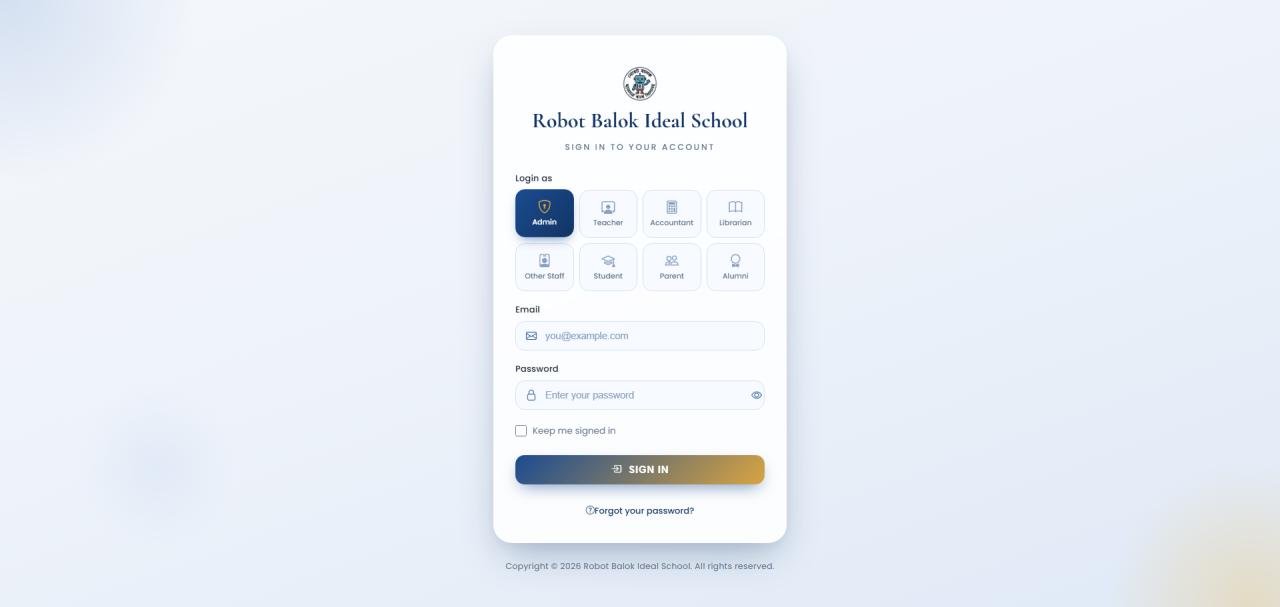 Robot Balok Ideal School
SIGN IN TO YOUR ACCOUNT
Login as
Admin
Teacher
Accountant
Librarian
Other Staff
Student
Parent
Alumni
Email
you@example.com
Password
Enter your password
Keep me signed in
SIGN IN
Forgot your password?
Copyright © 2026 Robot Balok Ideal School. All rights reserved.